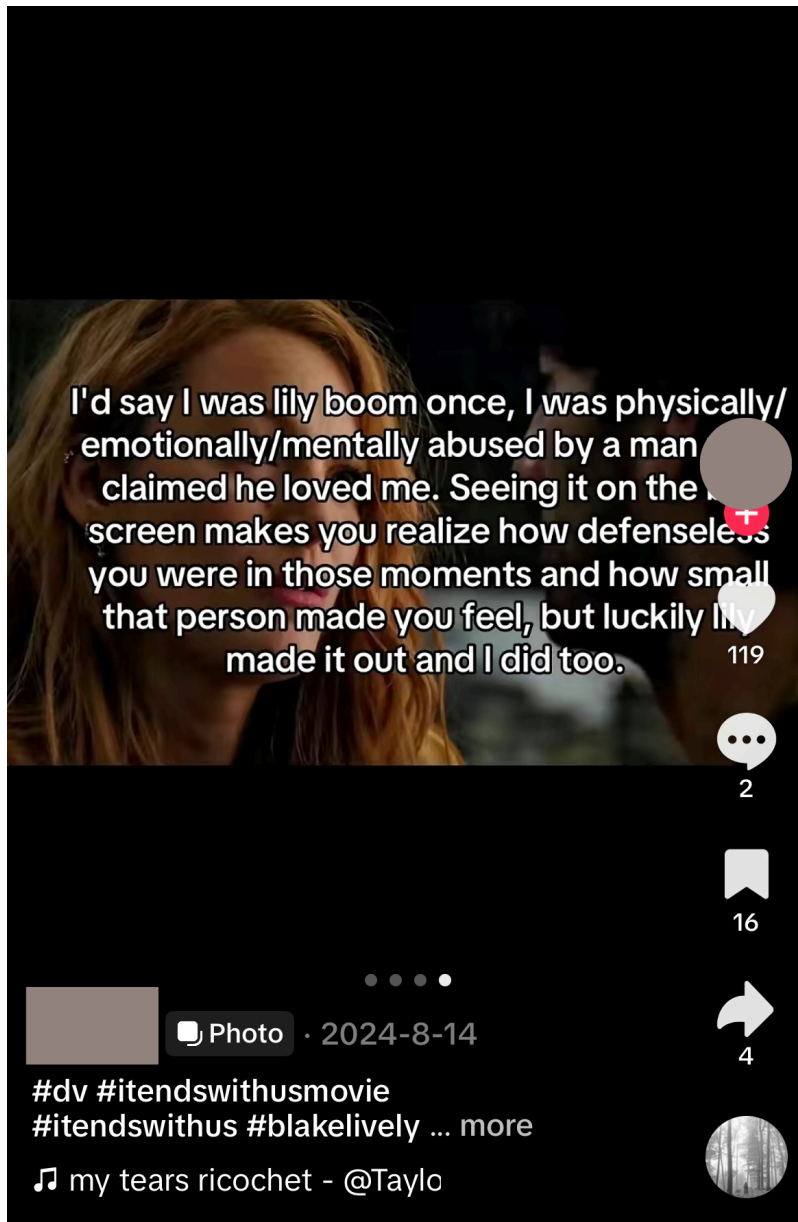 I'd say I was lily boom once, I was physically/
emotionally/mentally abused by a man
claimed he loved me. Seeing it on the
screen makes you realize how defenseless
you were in those moments and how small
that person made you feel, but luckily lily
made it out and I did too.
119
2
16
4
Photo · 2024-8-14
#dv #itendswithusmovie
#itendswithus #blakelively ... more
my tears ricochet - @Taylo